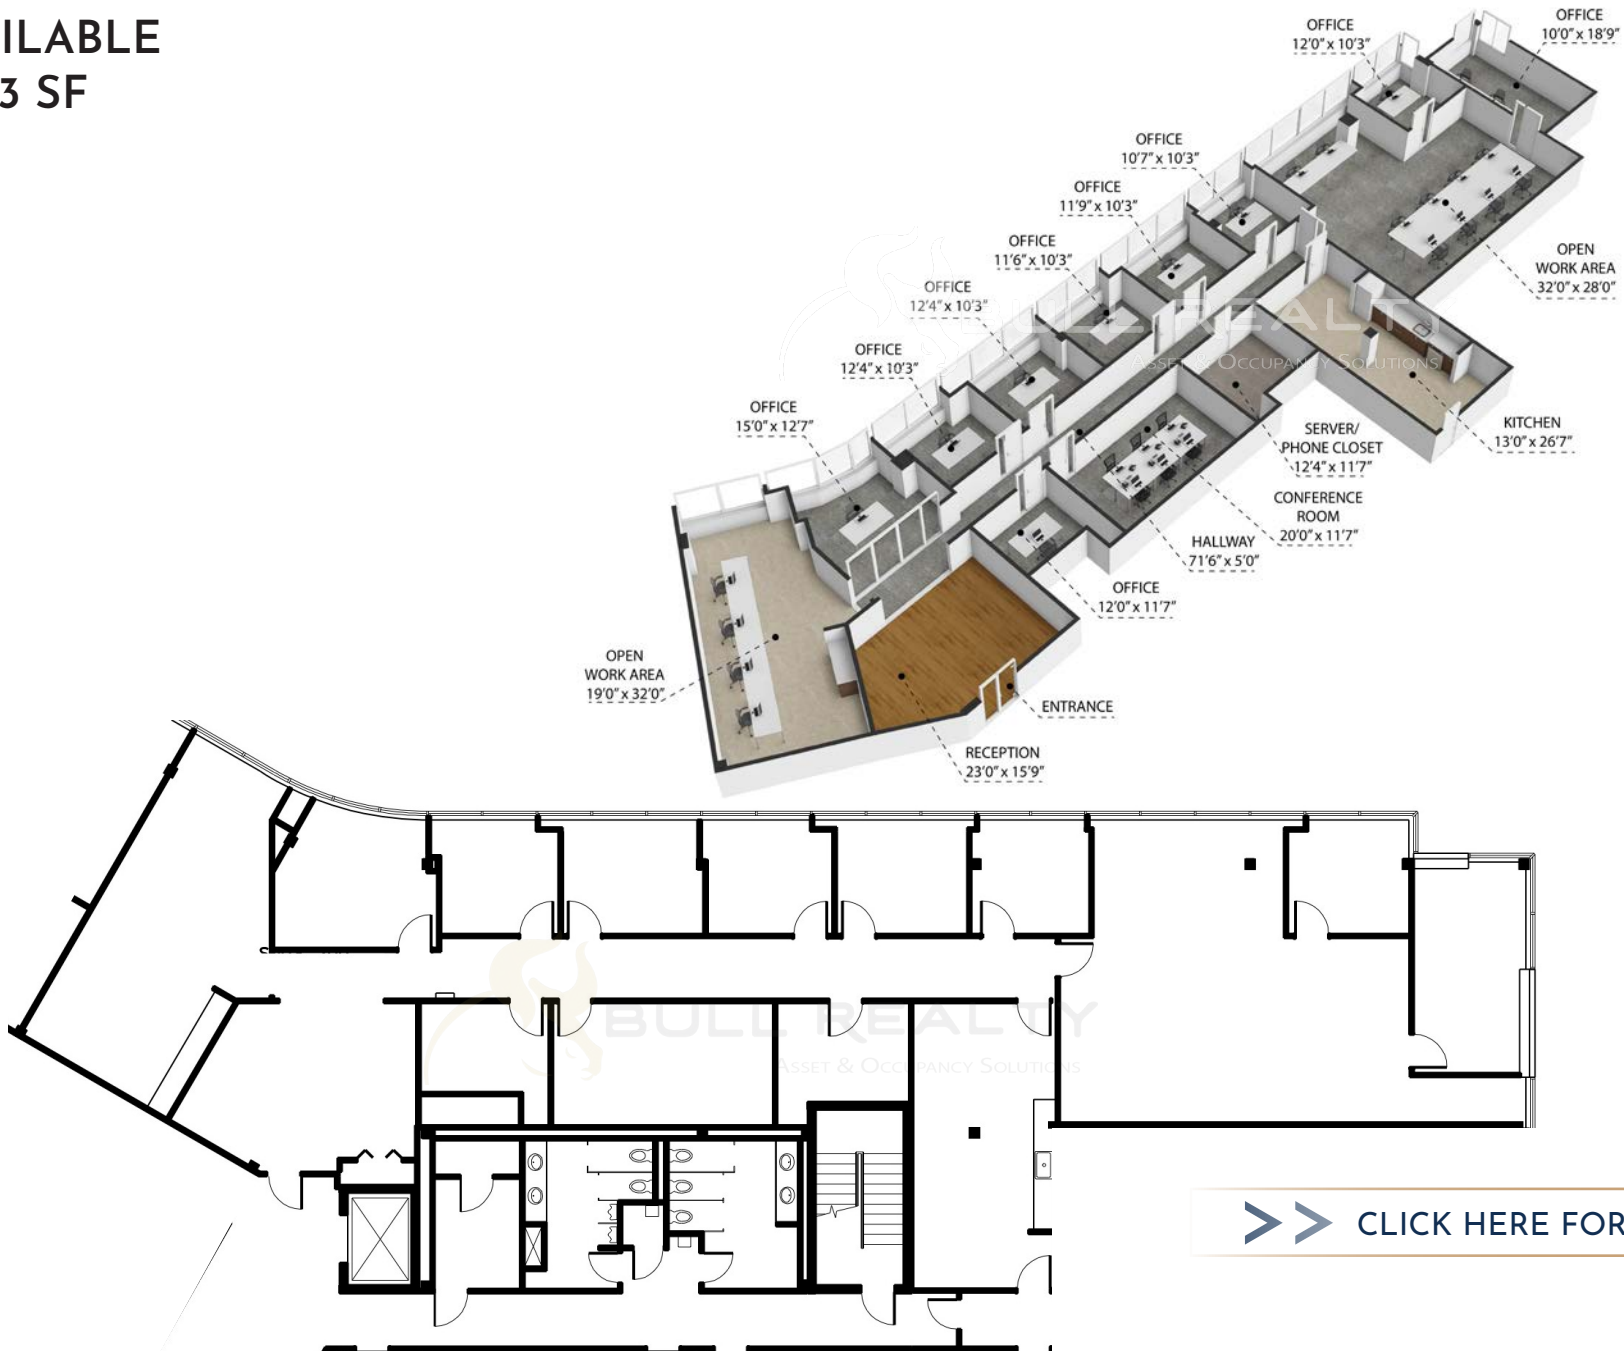 ILABLE
3 SF
OFFICE
10'0" x 18'9"
OFFICE
12'0" x 10'3"
OFFICE
10'7" x 10'3"
OFFICE
11'9" x 10'3"
OFFICE
11'6" x 10'3"
OFFICE
12'4" x 10'3"
OFFICE
12'4" x 10'3"
OFFICE
15'0" x 12'7"
OPEN
WORK AREA
32'0" x 28'0"
BULL REALTY
ASSET & OCCUPANCY SOLUTIONS
KITCHEN
13'0" x 26'7"
SERVER/
PHONE CLOSET
12'4" x 11'7"
CONFERENCE
ROOM
20'0" x 11'7"
HALLWAY
71'6" x 5'0"
OFFICE
12'0" x 11'7"
OPEN
WORK AREA
19'0" x 32'0"
ENTRANCE
RECEPTION
23'0" x 15'9"
BULL REALTY
ASSET & OCCUPANCY SOLUTIONS
CLICK HERE FOR